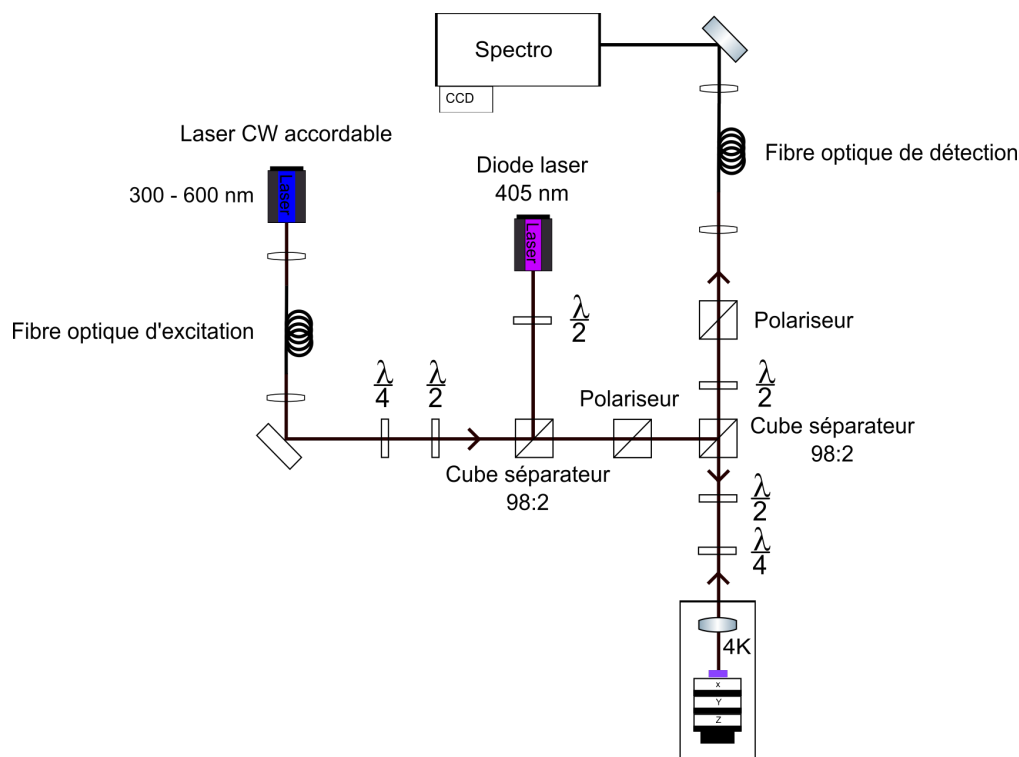 Spectro
CCD
Laser CW accordable
300 - 600 nm
Laser
Fibre optique d'excitation
Diode laser
405 nm
Laser
λ
2
Fibre optique de détection
Polariseur
λ
2
λ
4
λ
2
Polariseur
Cube séparateur
98:2
Cube séparateur
98:2
λ
2
λ
4
4K
X
Y
Z